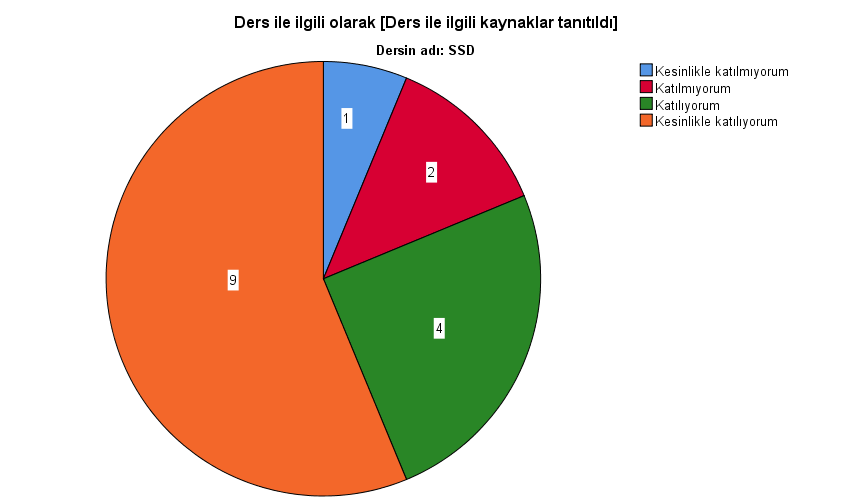 Ders ile ilgili olarak [Ders ile ilgili kaynaklar tanıtıldı]
Dersin adı: SSD
Kesinlikle katılmıyorum
Katılmıyorum
Katılıyorum
Kesinlikle katılıyorum
1
2
9
4